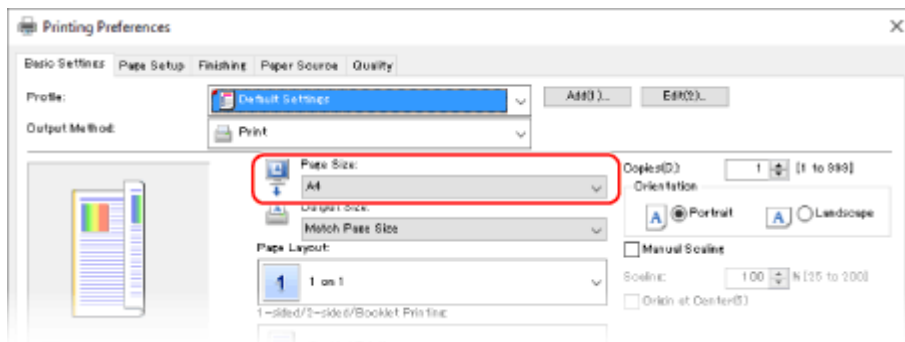 Printing Preferences
Basic Settings Page Setup Finishing Paper Source Quality
Profile: Default Settings Add(1)... Edit(2)...
Output Method: Print
Page Size: Copies(D): 1 [1 to 999]
A4 Orientation
Output Size: Portrait Landscape
Match Page Size
Page Layout: Manual Scaling
1 on 1 Scaling: 100 % [25 to 200]
Origin at Center(5)
1-sided/2-sided/Booklet Printing: